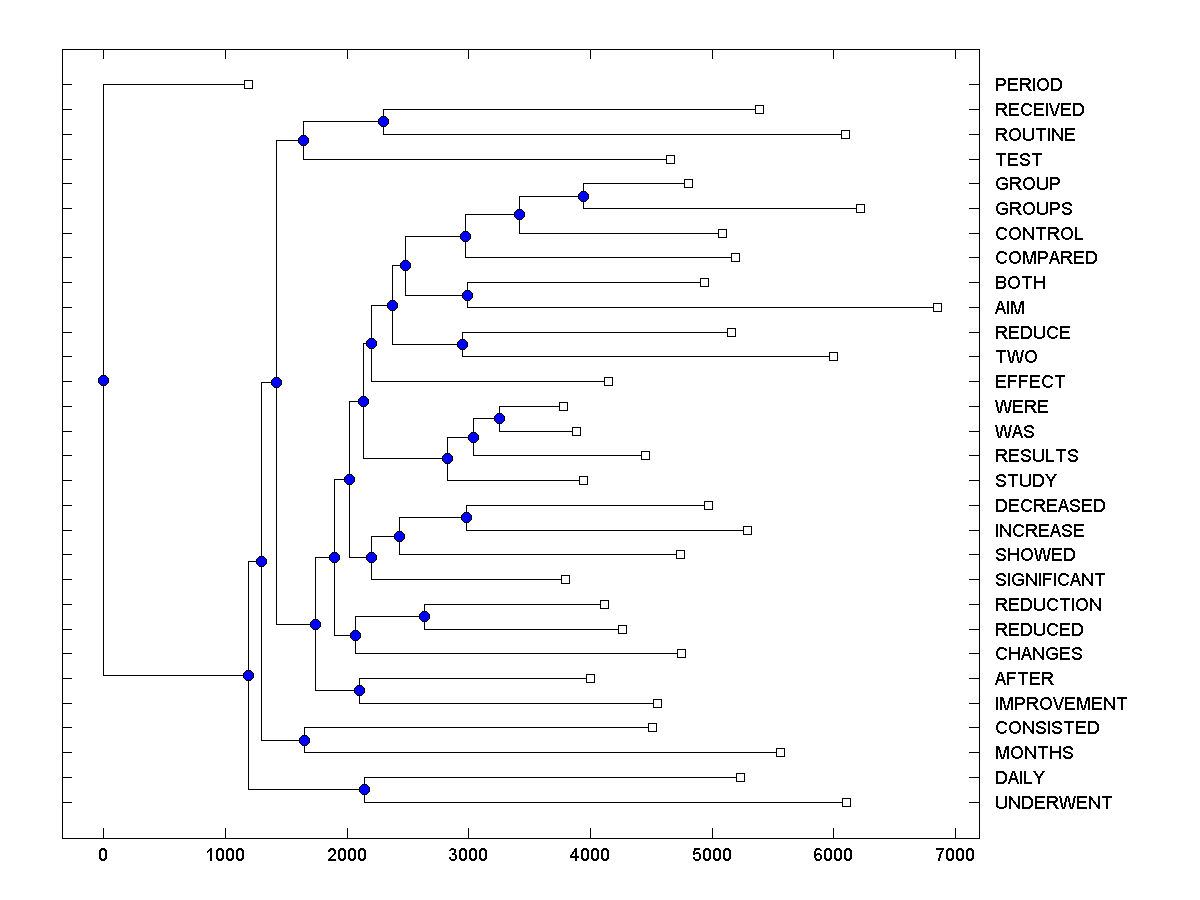 PERIOD
RECEIVED
ROUTINE
TEST
GROUP
GROUPS
CONTROL
COMPARED
BOTH
AIM
REDUCE
TWO
EFFECT
WERE
WAS
RESULTS
STUDY
DECREASED
INCREASE
SHOWED
SIGNIFICANT
REDUCTION
REDUCED
CHANGES
AFTER
IMPROVEMENT
CONSISTED
MONTHS
DAILY
UNDERWENT
0 1000 2000 3000 4000 5000 6000 7000